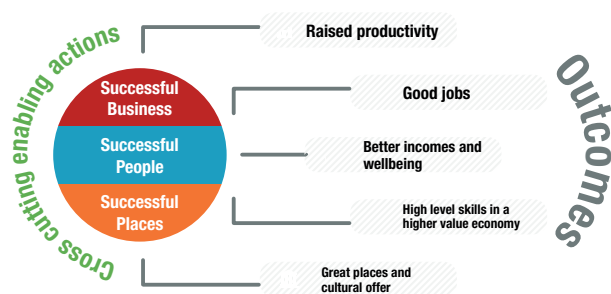 Cross cutting enabling actions
Successful
Business
Successful
People
Successful
Places
Raised productivity
Good jobs
Better incomes and
wellbeing
High level skills in a
higher value economy
Great places and
cultural offer
Outcomes